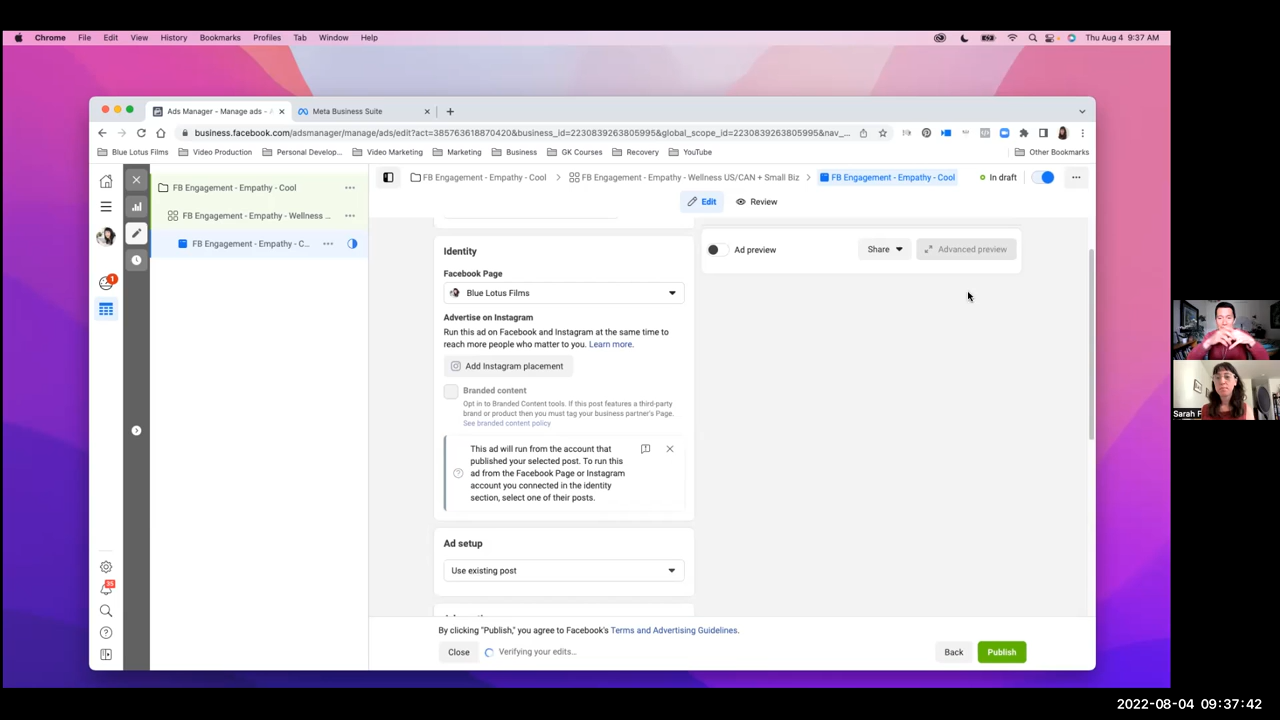 Chrome File Edit View History Bookmarks Profiles Tab Window Help Thu Aug 4 9:37 AM
Ads Manager - Manage ads - Meta Business Suite
business.facebook.com/adsmanager/manage/ads/edit?act=385763618870420&business_id=2230839263805995&global_scope_id=2230839263805995&nav_...
Blue Lotus Films Video Production Personal Develop... Video Marketing Marketing Business GK Courses Recovery YouTube Other Bookmarks
FB Engagement - Empathy - Cool
FB Engagement - Empathy - Wellness ...
FB Engagement - Empathy - C...
FB Engagement - Empathy - Cool FB Engagement - Empathy - Wellness US/CAN + Small Biz FB Engagement - Empathy - Cool In draft
Edit Review
1
35
Identity
Facebook Page
Blue Lotus Films
Advertise on Instagram
Run this ad on Facebook and Instagram at the same time to
reach more people who matter to you. Learn more.
Add Instagram placement
Branded content
Opt in to Branded Content tools. If this post features a third-party
brand or product then you must tag your business partner's Page.
See branded content policy
This ad will run from the account that
published your selected post. To run this
ad from the Facebook Page or Instagram
account you connected in the identity
section, select one of their posts.
Ad setup
Use existing post
Ad preview Share Advanced preview
By clicking "Publish," you agree to Facebook's Terms and Advertising Guidelines.
Close Verifying your edits... Back Publish
Sarah F
2022-08-04 09:37:42